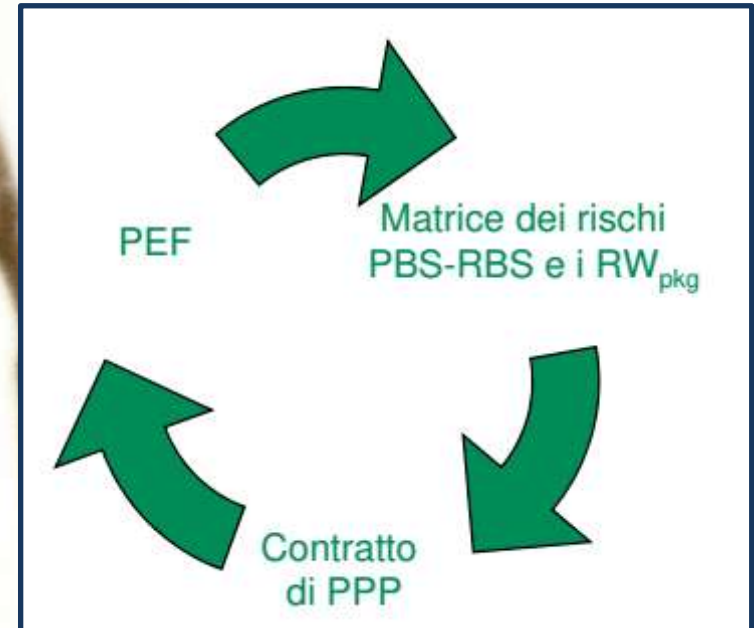 PEF
Matrice dei rischi
PBS-RBS e i RWpkg
Contratto
di PPP